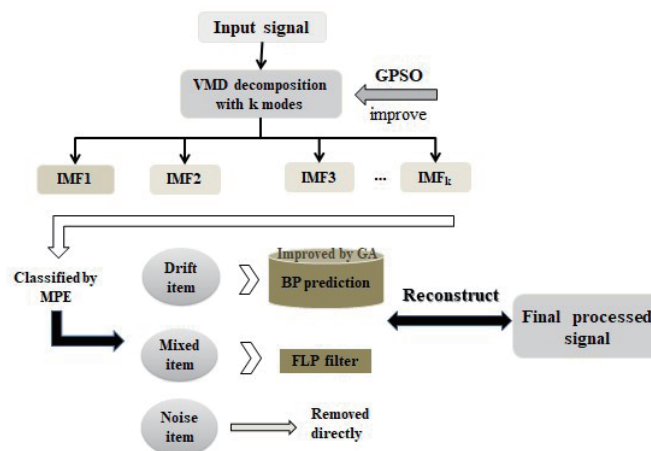 Input signal
VMD decomposition
with k modes
GPSO
improve
IMF1
IMF2
IMF3
...
IMFk
Classified by
MPE
Drift
item
Improved by GA
BP prediction
Reconstruct
Final processed
signal
Mixed
item
FLP filter
Noise
item
Removed
directly